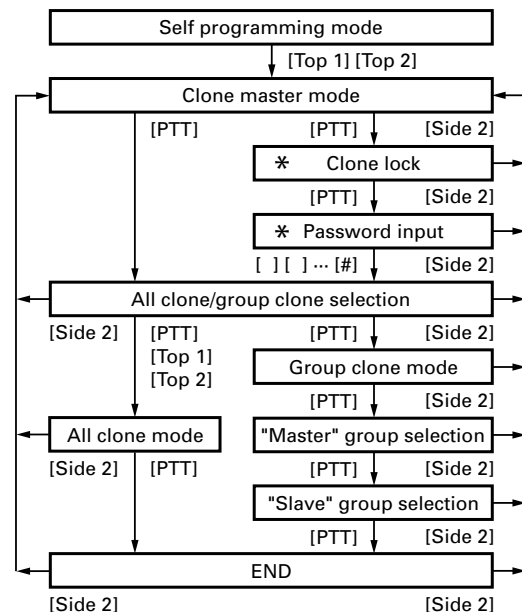 Self programming mode
[Top 1] [Top 2]
Clone master mode
[PTT] [PTT] [Side 2]
* Clone lock
[PTT] [Side 2]
* Password input
[ ] [ ] ··· [#] [Side 2]
All clone/group clone selection
[Side 2] [PTT] [PTT] [Side 2]
[Top 1]
[Top 2]
Group clone mode
[PTT] [Side 2]
All clone mode "Master" group selection
[Side 2] [PTT] [PTT] [Side 2]
"Slave" group selection
[PTT] [Side 2]
END
[Side 2] [Side 2]